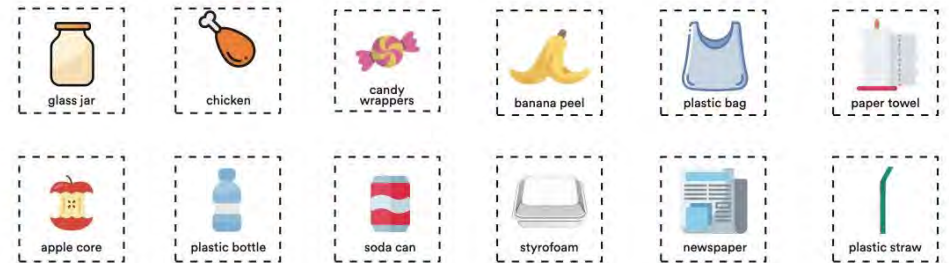 glass jar
chicken
candy
wrappers
banana peel
plastic bag
paper towel
apple core
plastic bottle
soda can
styrofoam
newspaper
plastic straw